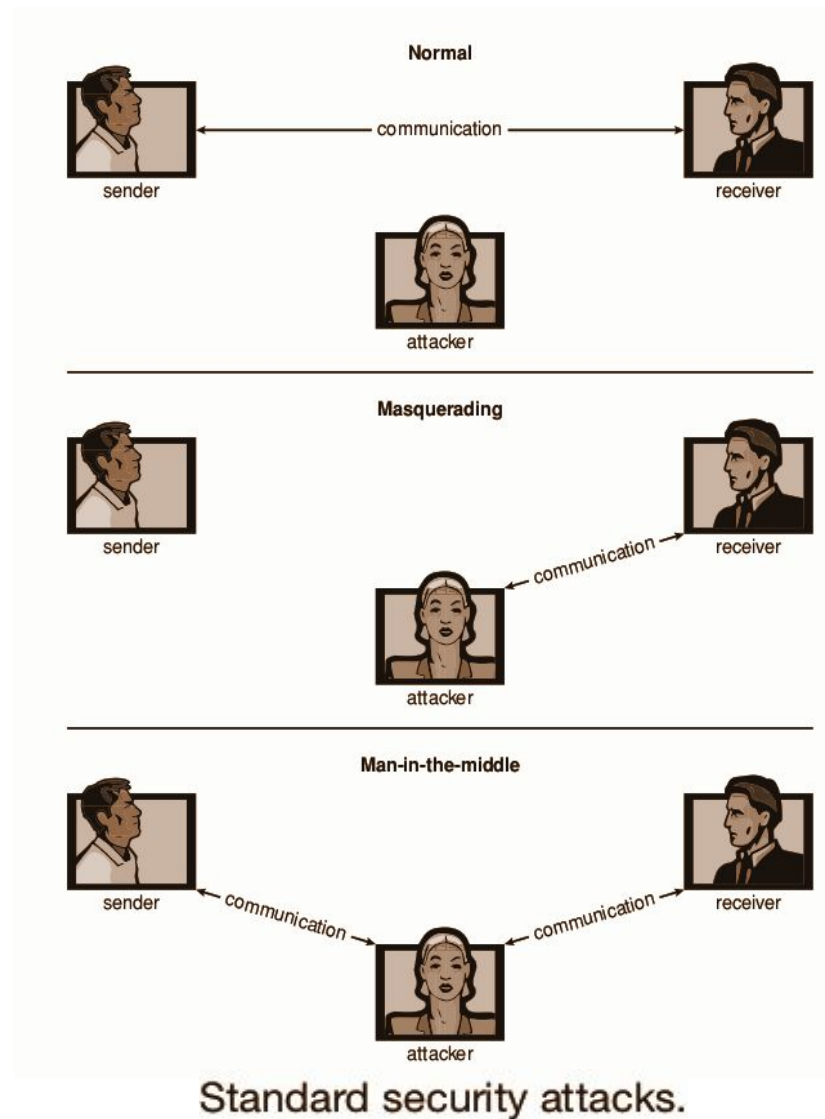 Normal
communication
sender
receiver
attacker
Masquerading
sender
receiver
communication
attacker
Man-in-the-middle
sender
receiver
communication
communication
attacker
Standard security attacks.